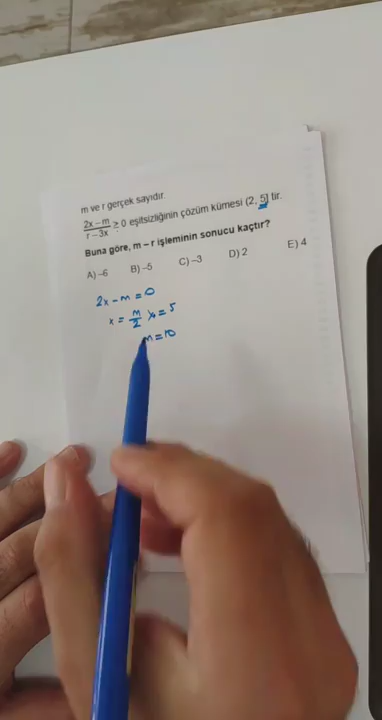 m ve r gerçek sayıdır.
2x – m / r – 3x ≥ 0 eşitsizliğinin çözüm kümesi (2, 5] tir.
Buna göre, m – r işleminin sonucu kaçtır?
A) –6 B) –5 C) –3 D) 2 E) 4
2x - m = 0
x = m/2 x = 5
m = 10